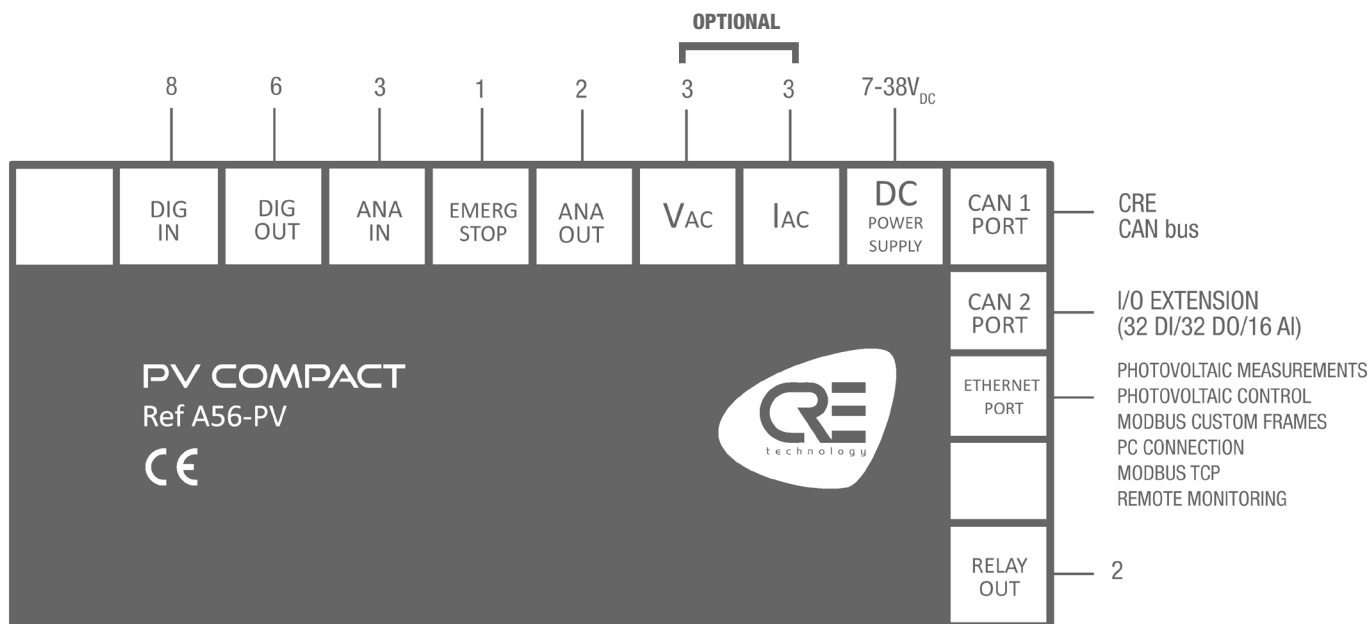 OPTIONAL
8
6
3
1
2
3
3
7-38VDC
DIG
IN
DIG
OUT
ANA
IN
EMERG
STOP
ANA
OUT
VAC
IAC
DC
POWER
SUPPLY
CAN 1
PORT
CRE
CAN bus
CAN 2
PORT
I/O EXTENSION
(32 DI/32 DO/16 AI)
ETHERNET
PORT
PHOTOVOLTAIC MEASUREMENTS
PHOTOVOLTAIC CONTROL
MODBUS CUSTOM FRAMES
PC CONNECTION
MODBUS TCP
REMOTE MONITORING
PV COMPACT
Ref A56-PV
CE
CRE
technology
RELAY
OUT
2